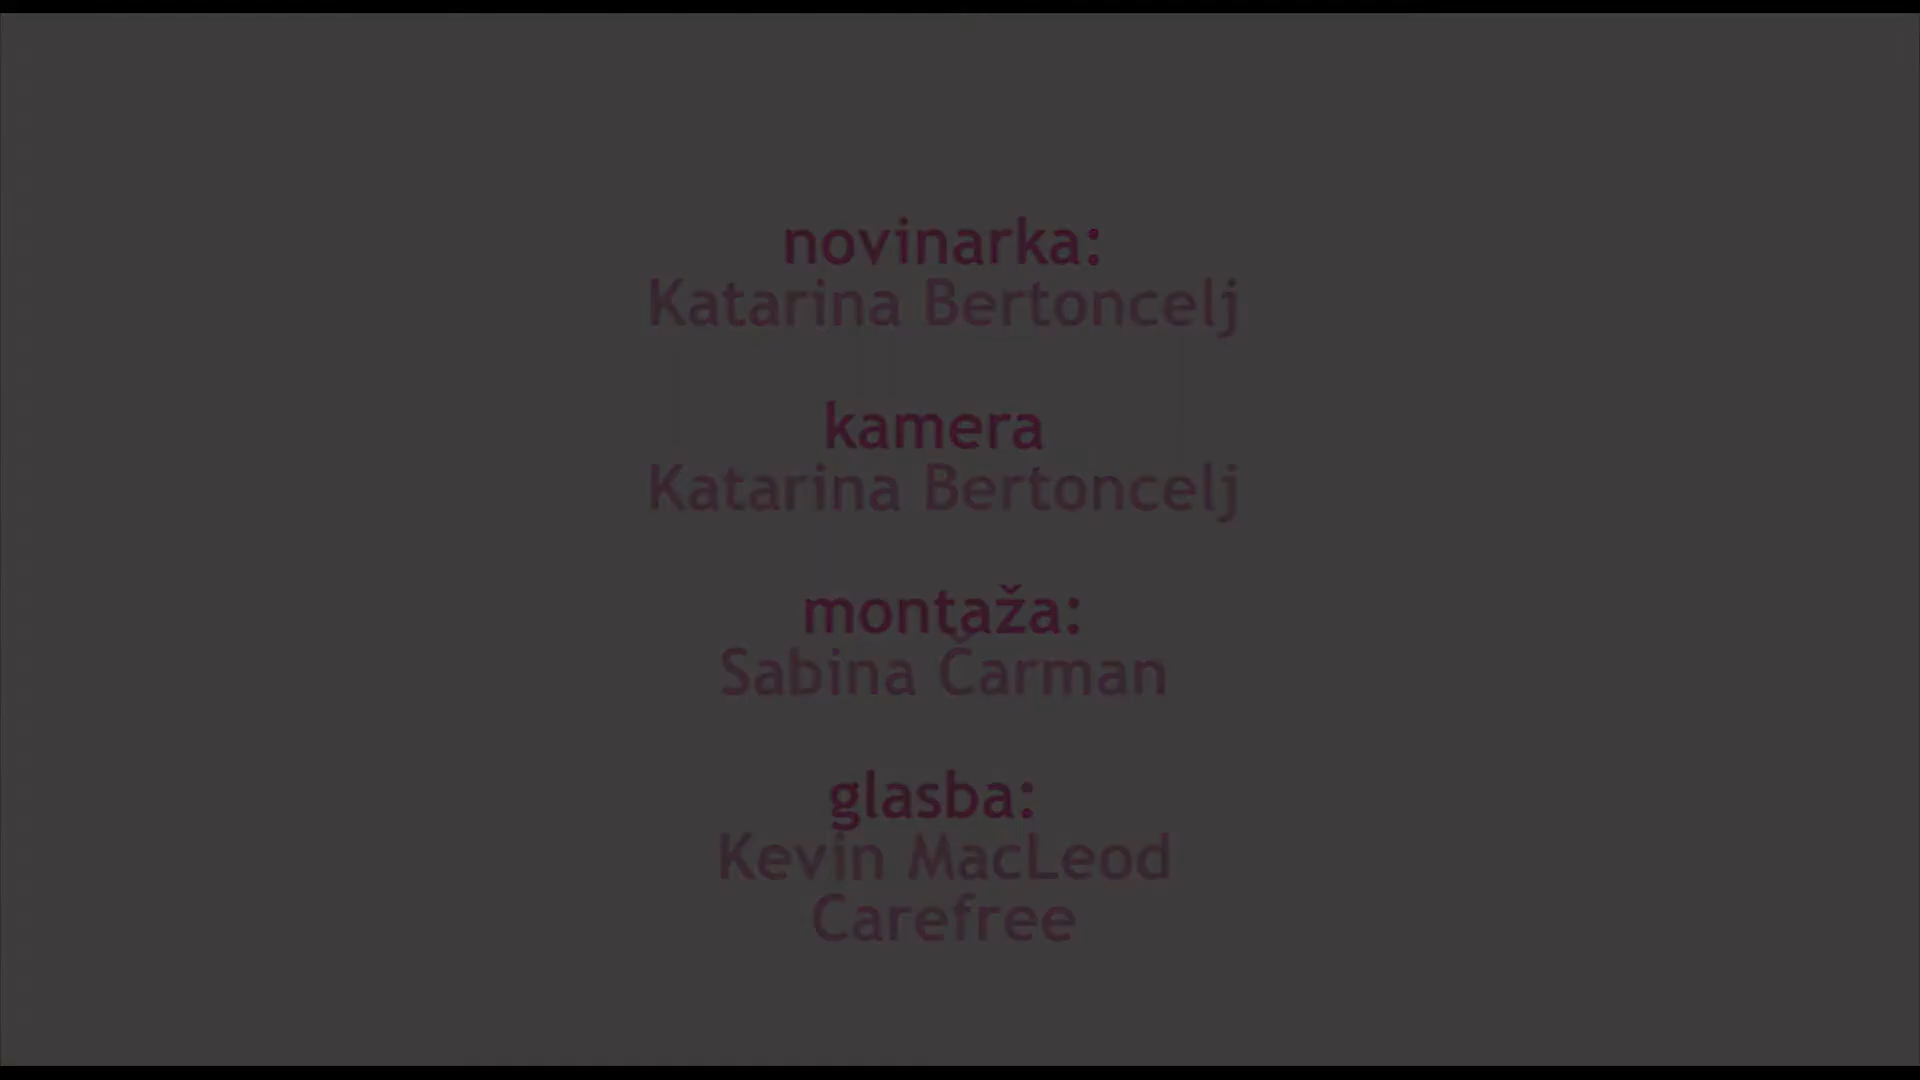 novinarka:
Katarina Bertoncelj
kamera
Katarina Bertoncelj
montaža:
Sabina Čarman
glasba:
Kevin MacLeod
Carefree